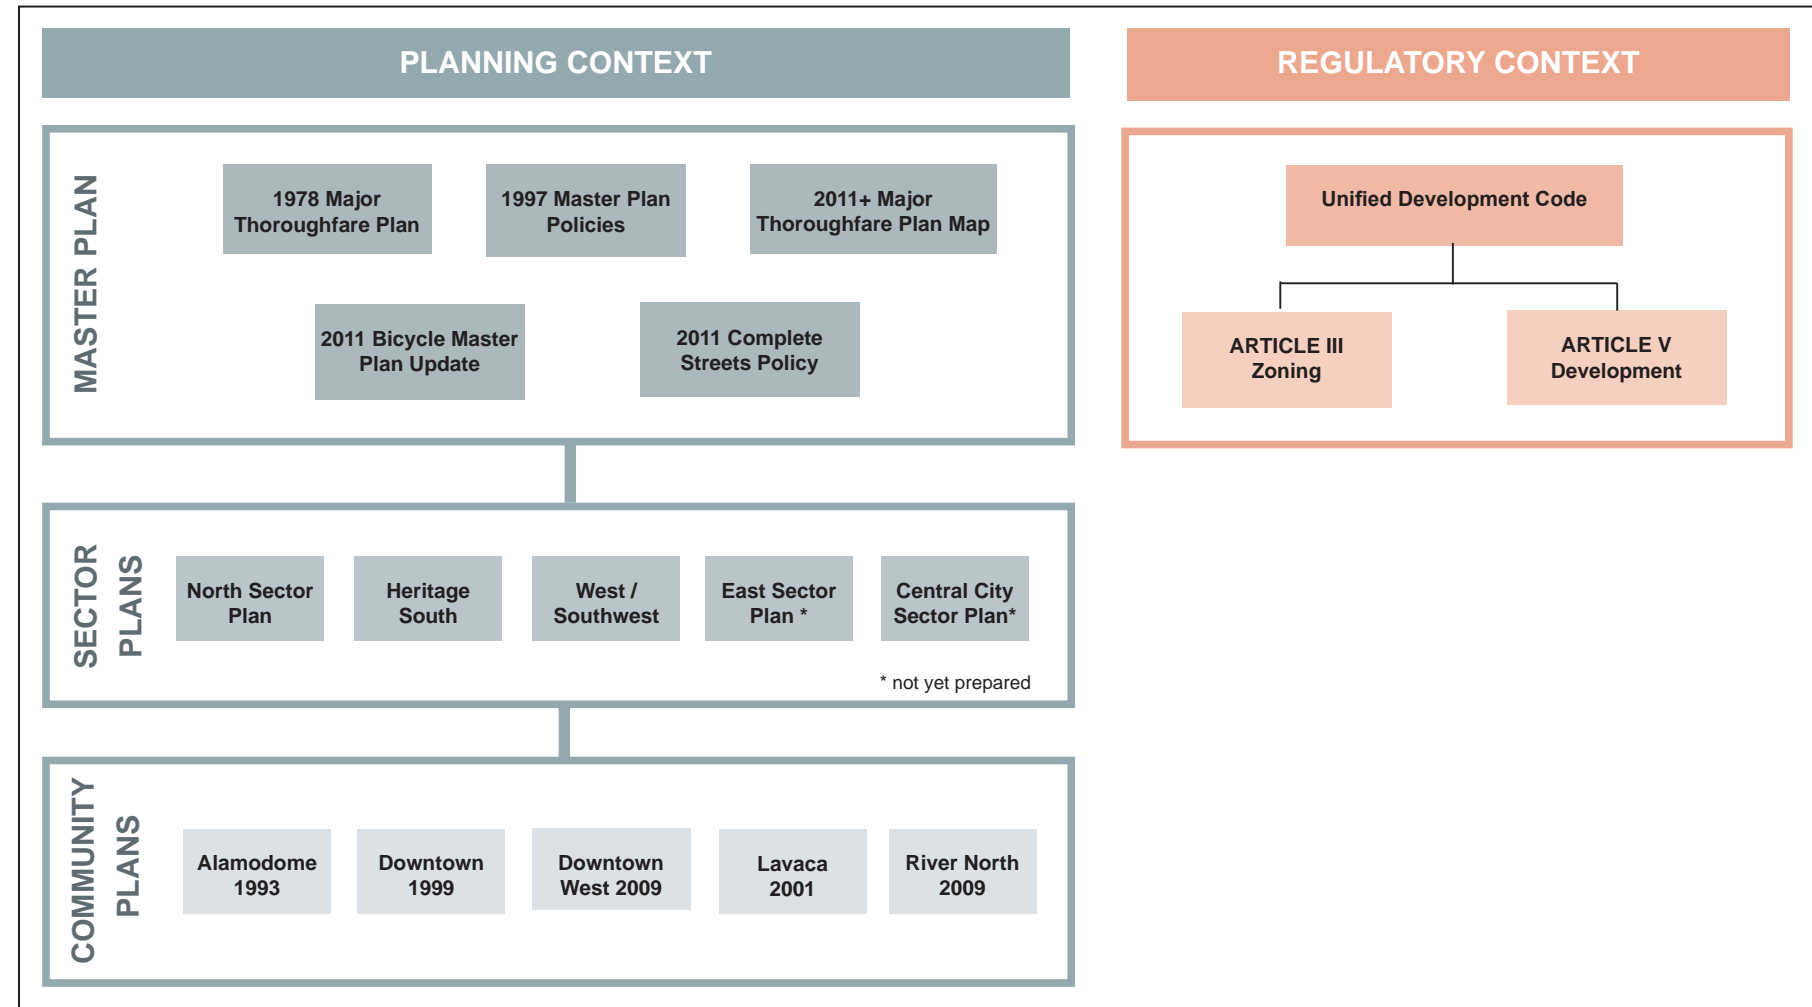 PLANNING CONTEXT
REGULATORY CONTEXT
MASTER PLAN
1978 Major
Thoroughfare Plan
1997 Master Plan
Policies
2011+ Major
Thoroughfare Plan Map
2011 Bicycle Master
Plan Update
2011 Complete
Streets Policy
Unified Development Code
ARTICLE III
Zoning
ARTICLE V
Development
SECTOR
PLANS
North Sector
Plan
Heritage
South
West /
Southwest
East Sector
Plan *
Central City
Sector Plan*
* not yet prepared
COMMUNITY
PLANS
Alamodome
1993
Downtown
1999
Downtown
West 2009
Lavaca
2001
River North
2009